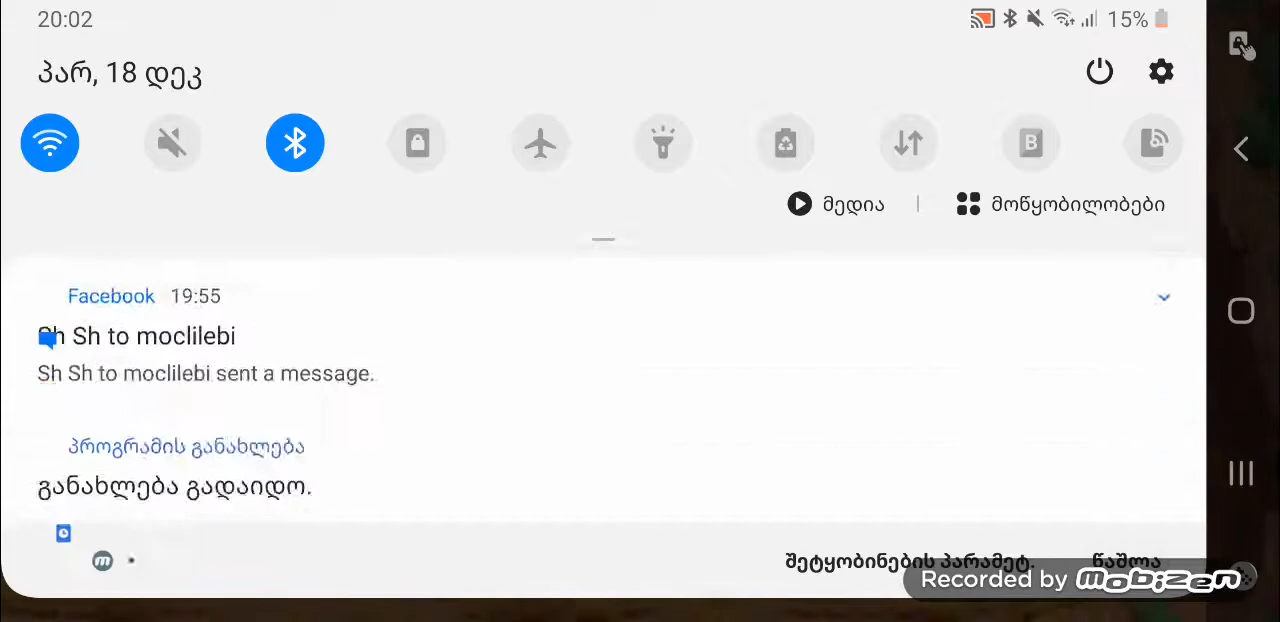 20:02
15%
პარ, 18 დეკ
მედია
მოწყობილობები
Facebook 19:55
Sh Sh to moclilebi
Sh Sh to moclilebi sent a message.
პროგრამის განახლება
განახლება გადაიდო.
შეტყობინების პარამეტ.
წაშლა
Recorded by mobizen